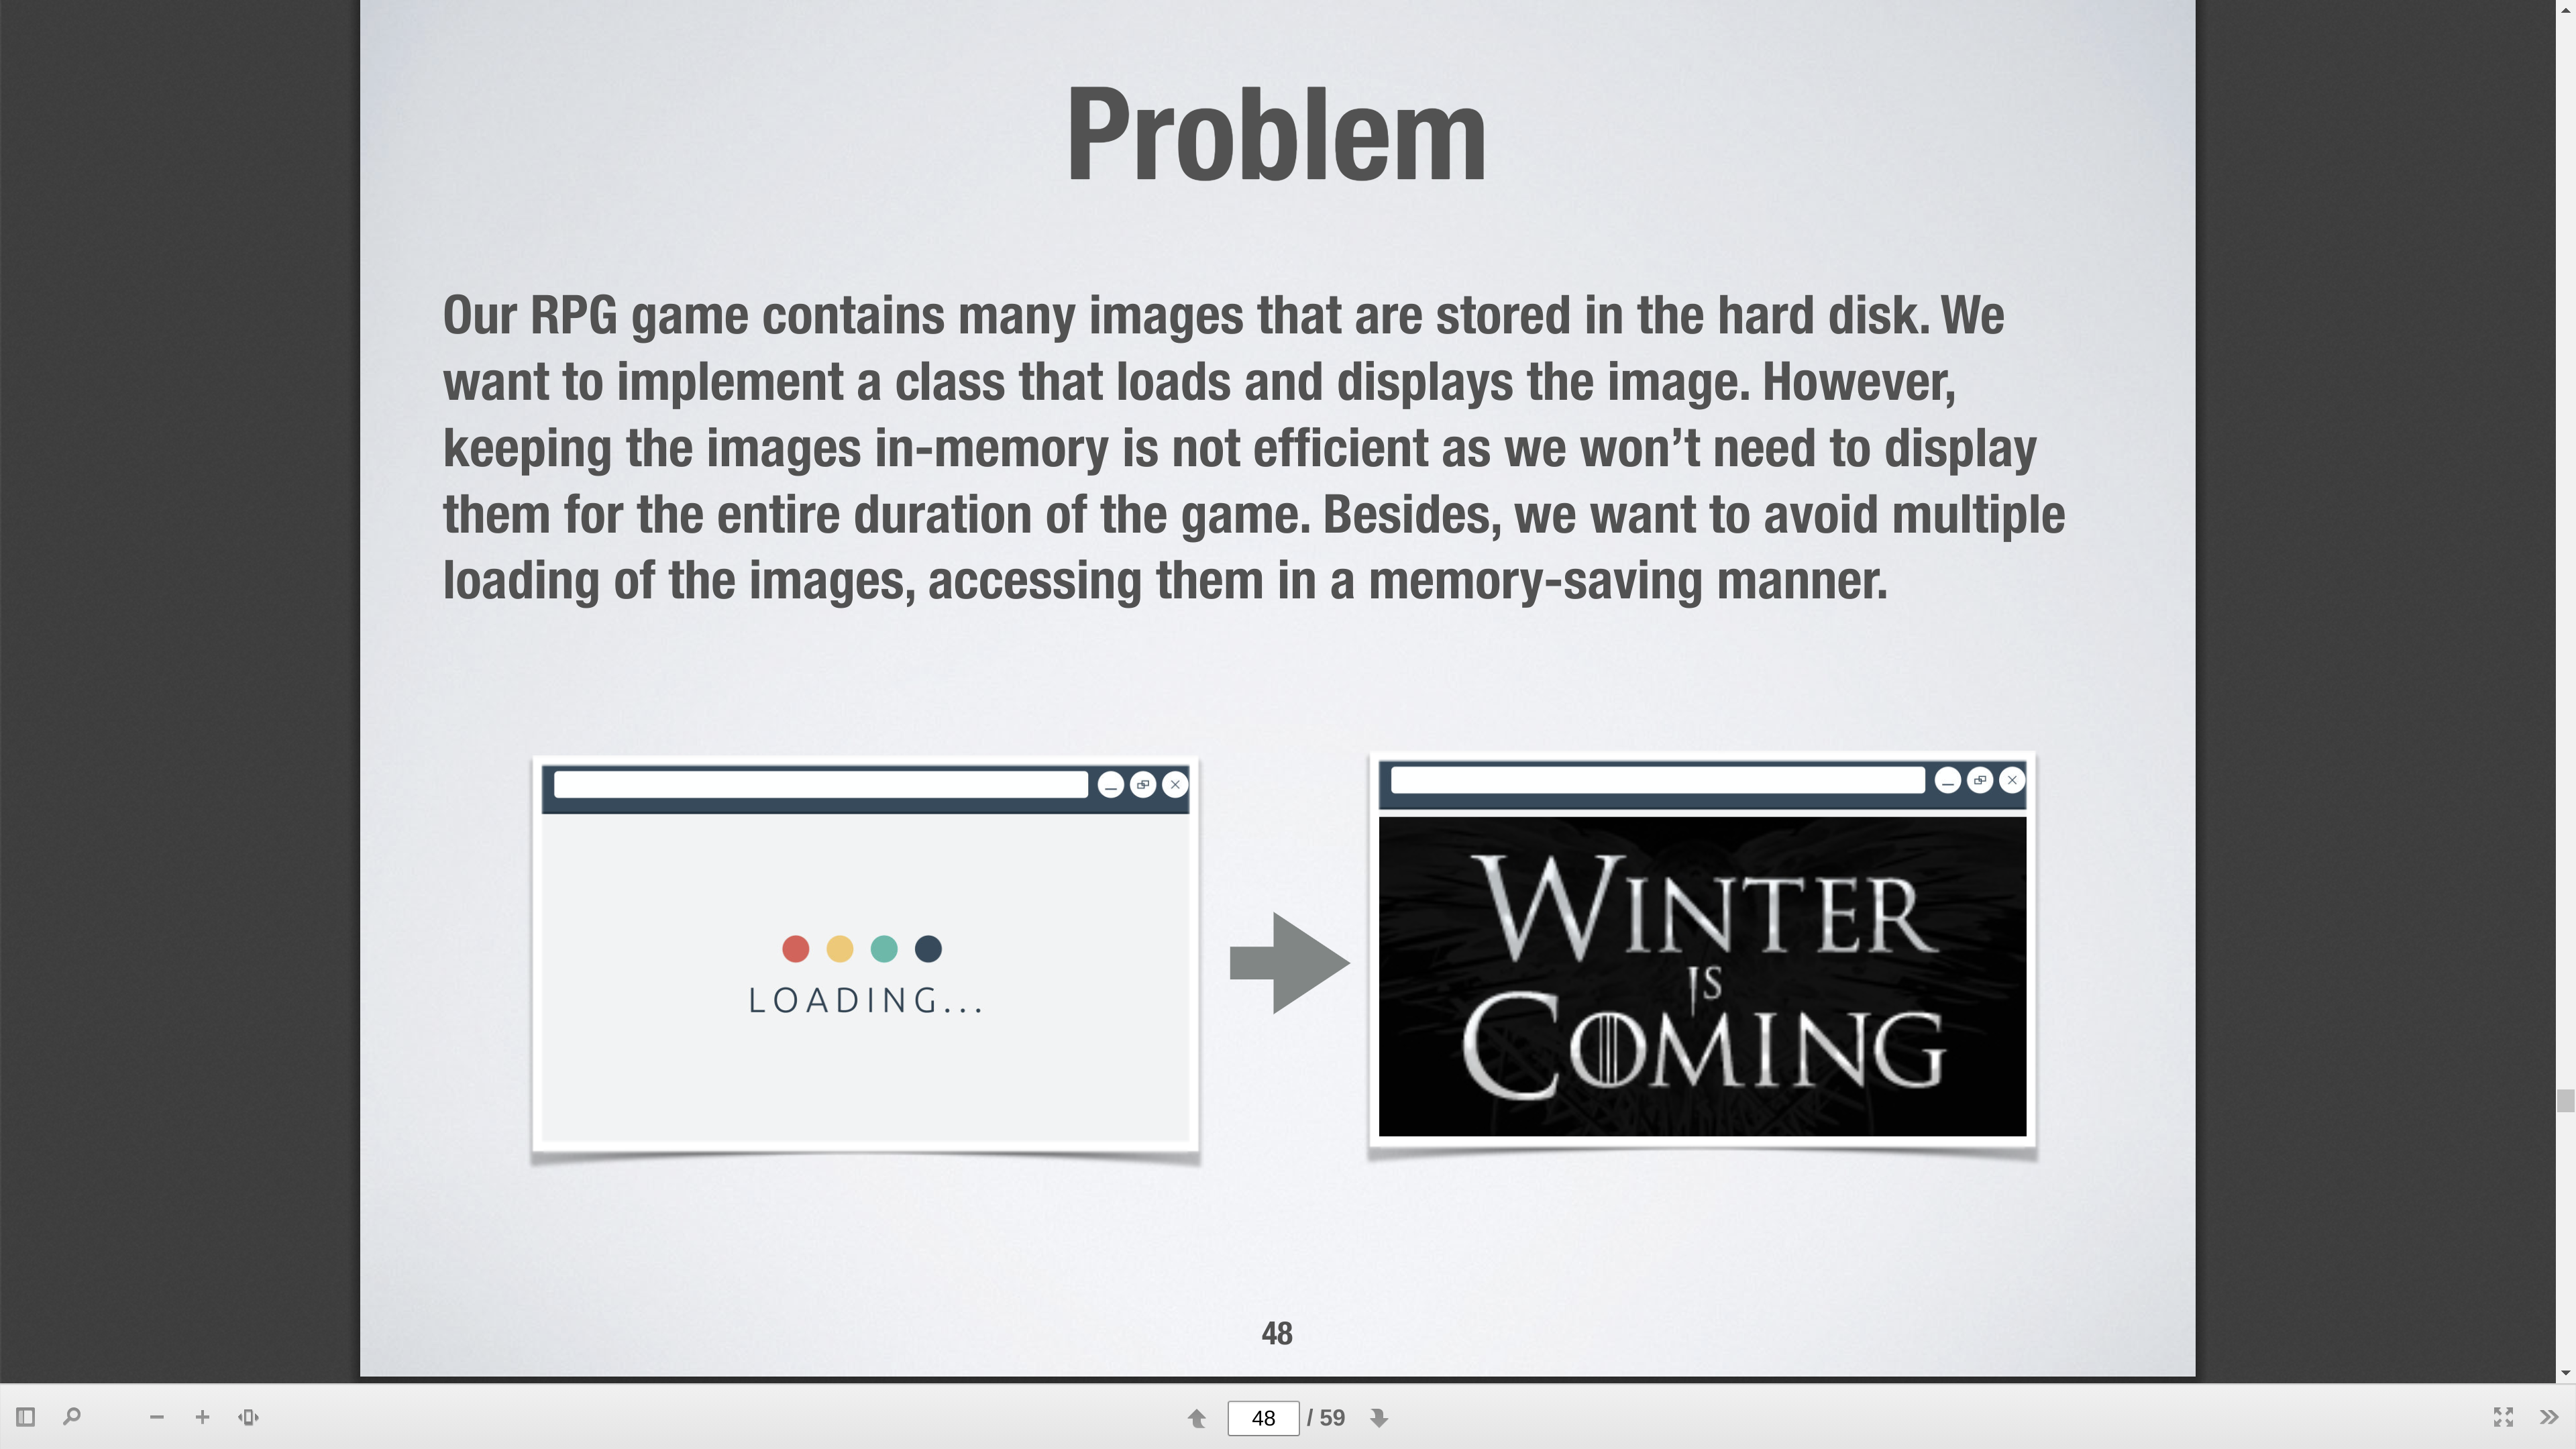 Problem
Our RPG game contains many images that are stored in the hard disk. We
want to implement a class that loads and displays the image. However,
keeping the images in-memory is not efficient as we won’t need to display
them for the entire duration of the game. Besides, we want to avoid multiple
loading of the images, accessing them in a memory-saving manner.
LOADING...
WINTER
IS
COMING
48
48 / 59